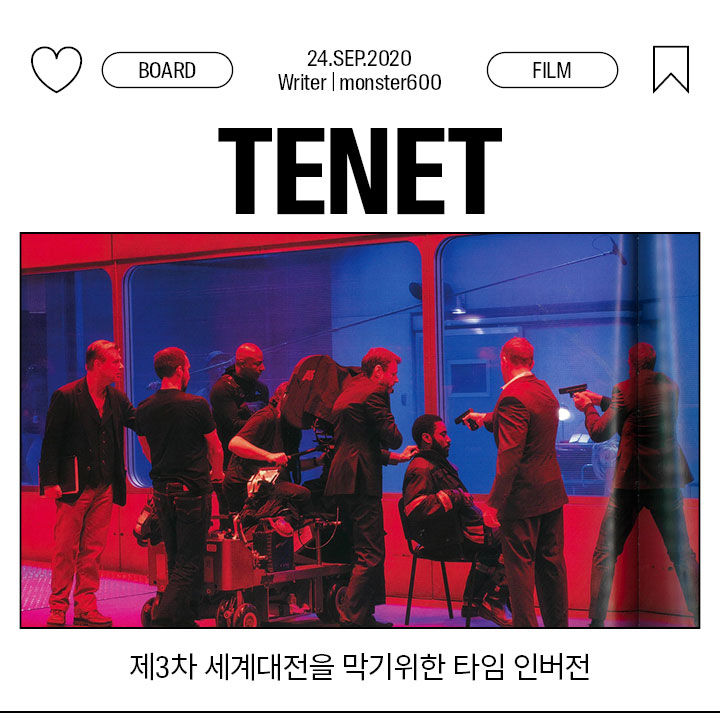 BOARD
24.SEP.2020
Writer | monster600
FILM
TENET
제3차 세계대전을 막기위한 타임 인버전